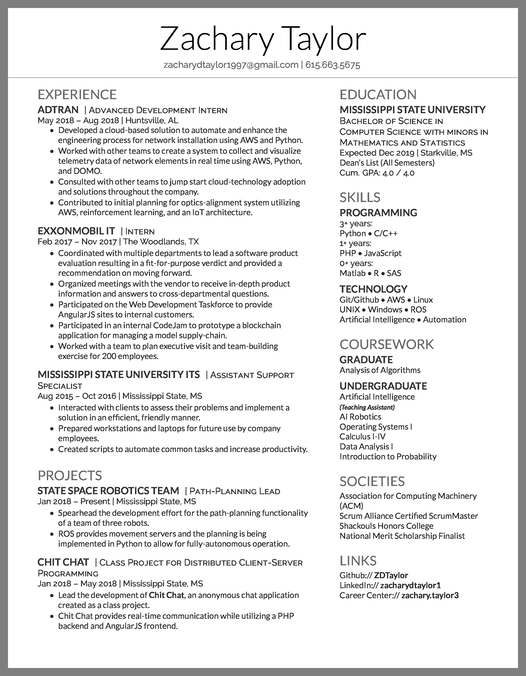 Zachary Taylor
zacharydtaylor1997@gmail.com | 615.663.5675
EXPERIENCE
ADTRAN | Advanced Development Intern
May 2018 – Aug 2018 | Huntsville, AL
• Developed a cloud-based solution to automate and enhance the
engineering process for network installation using AWS and Python.
• Worked with other teams to create a system to collect and visualize
telemetry data of network elements in real time using AWS, Python,
and DOMO.
• Consulted with other teams to jump start cloud-technology adoption
and solutions throughout the company.
• Contributed to initial planning for optics-alignment system utilizing
AWS, reinforcement learning, and an IoT architecture.
EXXONMOBIL IT | Intern
Feb 2017 – Nov 2017 | The Woodlands, TX
• Coordinated with multiple departments to lead a software product
evaluation resulting in a fit-for-purpose verdict and provided a
recommendation on moving forward.
• Organized meetings with the vendor to receive in-depth product
information and answers to cross-departmental questions.
• Participated on the Web Development Taskforce to provide
AngularJS sites to internal customers.
• Participated in an internal CodeJam to prototype a blockchain
application for managing a model supply-chain.
• Worked with a team to plan executive visit and team-building
exercise for 200 employees.
MISSISSIPPI STATE UNIVERSITY ITS | Assistant Support
Specialist
Aug 2015 – Oct 2016 | Mississippi State, MS
• Interacted with clients to assess their problems and implement a
solution in an efficient, friendly manner.
• Prepared workstations and laptops for future use by company
employees.
• Created scripts to automate common tasks and increase productivity.
PROJECTS
STATE SPACE ROBOTICS TEAM | Path-Planning Lead
Jan 2018 – Present | Mississippi State, MS
• Spearhead the development effort for the path-planning functionality
of a team of three robots.
• ROS provides movement servers and the planning is being
implemented in Python to allow for fully-autonomous operation.
CHIT CHAT | Class Project for Distributed Client-Server
Programming
Jan 2018 – May 2018 | Mississippi State, MS
• Lead the development of Chit Chat, an anonymous chat application
created as a class project.
• Chit Chat provides real-time communication while utilizing a PHP
backend and AngularJS frontend.
EDUCATION
MISSISSIPPI STATE UNIVERSITY
Bachelor of Science in
Computer Science with minors in
Mathematics and Statistics
Expected Dec 2019 | Starkville, MS
Dean's List (All Semesters)
Cum. GPA: 4.0 / 4.0
SKILLS
PROGRAMMING
3+ years:
Python • C/C++
1+ years:
PHP • JavaScript
0+ years:
Matlab • R • SAS
TECHNOLOGY
Git/Github • AWS • Linux
UNIX • Windows • ROS
Artificial Intelligence • Automation
COURSEWORK
GRADUATE
Analysis of Algorithms
UNDERGRADUATE
Artificial Intelligence
(Teaching Assistant)
AI Robotics
Operating Systems I
Calculus I-IV
Data Analysis I
Introduction to Probability
SOCIETIES
Association for Computing Machinery
(ACM)
Scrum Alliance Certified ScrumMaster
Shackouls Honors College
National Merit Scholarship Finalist
LINKS
Github:// ZDTaylor
LinkedIn:// zacharydtaylor1
Career Center:// zachary.taylor3